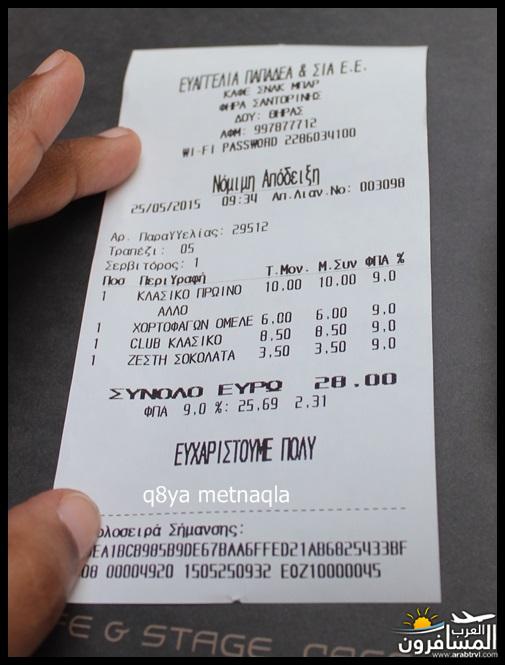 ΕΥΑΓΓΕΛΙΑ ΠΑΠΑΔΕΑ & ΣΙΑ Ε.Ε.
ΚΑΦΕ ΣΝΑΚ ΜΠΑΡ
ΦΗΡΑ ΣΑΝΤΟΡΙΝΗΣ
ΔΟΥ: ΘΗΡΑΣ
ΑΦΜ: 997877712
WI-FI PASSWORD 2286034100
Νόμιμη Απόδειξη
25/05/2015 09:34 Απ.Λιαν.Νο: 003098
Αρ. Παραγγελίας: 29512
Τραπέζι: 05
Σερβιτόρος: 1
Ποσ Περιγραφή Τ.Μον. Μ.Συν ΦΠΑ %
1 ΚΛΑΣΙΚΟ ΠΡΩΙΝΟ 10.00 10.00 9.0
ΑΛΛΟ
1 ΧΟΡΤΟΦΑΓΩΝ ΟΜΕΛΕ 6,00 6,00 9.0
1 CLUB ΚΛΑΣΙΚΟ 8,50 8,50 9.0
1 ΖΕΣΤΗ ΣΟΚΟΛΑΤΑ 3,50 3,50 9,0
ΣΥΝΟΛΟ ΕΥΡΩ 28.00
ΦΠΑ 9,0 %: 25,69 2,31
ΕΥΧΑΡΙΣΤΟΥΜΕ ΠΟΛΥ
q8ya metnaqla
Σήμανσης:
00004920 1505250932 EOZ10000045
& STAGE
العرب
المسافرون
www.arabtrvl.com